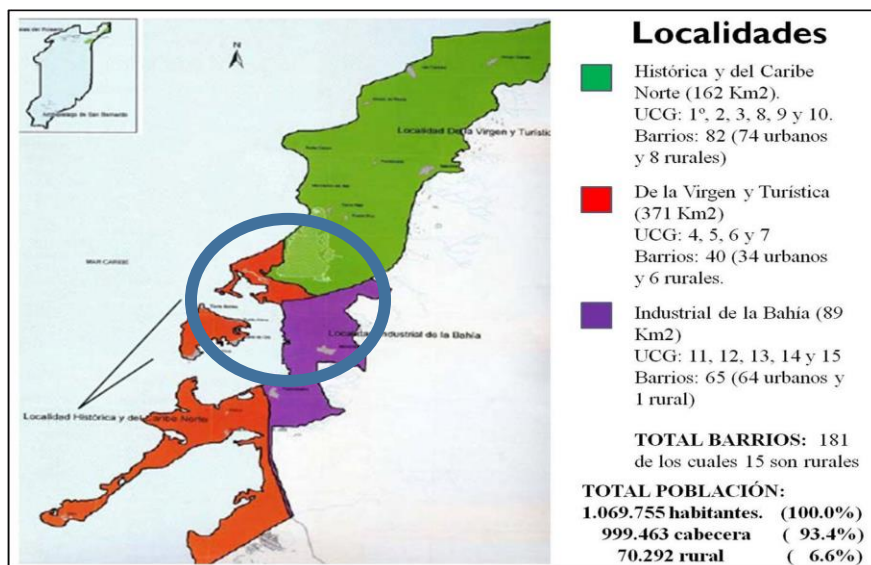 Localidades
Histórica y del Caribe
Norte (162 Km2).
UCG: 1º, 2, 3, 8, 9 y 10.
Barrios: 82 (74 urbanos
y 8 rurales)
De la Virgen y Turística
(371 Km2)
UCG: 4, 5, 6 y 7
Barrios: 40 (34 urbanos
y 6 rurales.
Industrial de la Bahía (89
Km2)
UCG: 11, 12, 13, 14 y 15
Barrios: 65 (64 urbanos y
1 rural)
TOTAL BARRIOS: 181
de los cuales 15 son rurales
TOTAL POBLACIÓN:
1.069.755 habitantes. (100.0%)
999.463 cabecera ( 93.4%)
70.292 rural ( 6.6%)
N
Archipielago de San Bernardo
Localidad De la Virgen y Turístic
MAR CARIBE
Localidad Industrial de la Bahía
Localidad Histórica y del Caribe Norte